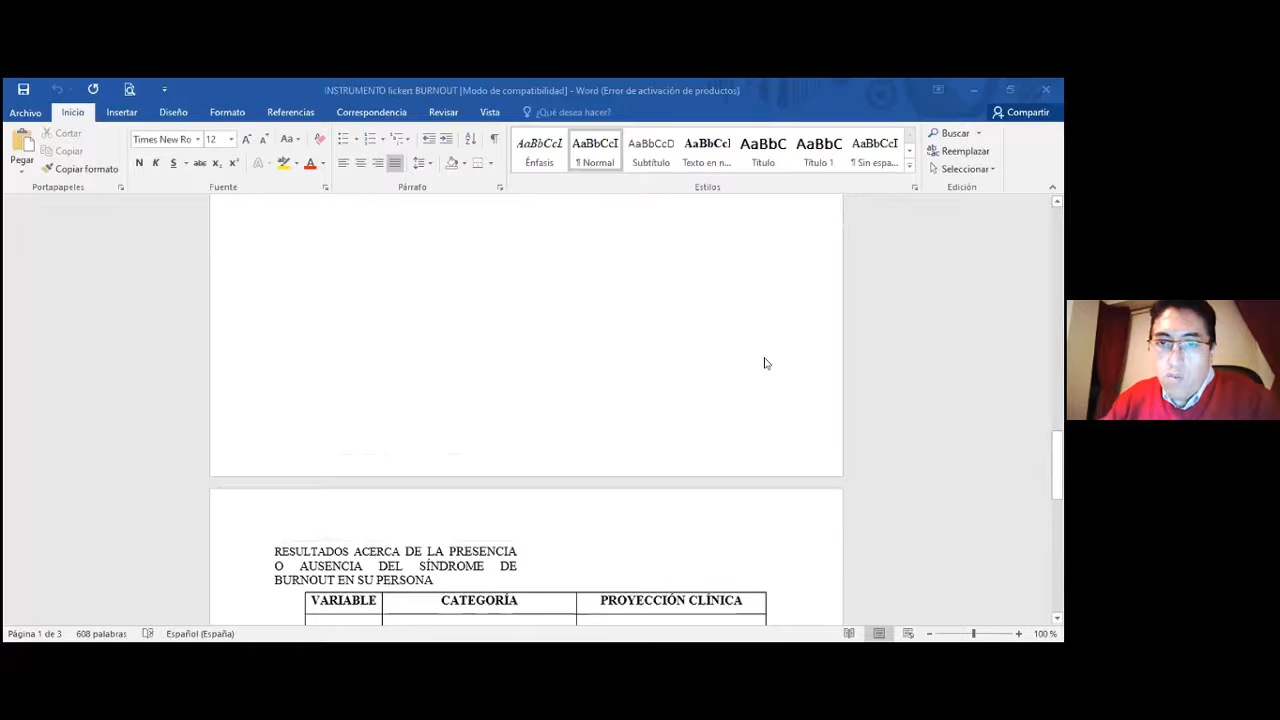 INSTRUMENTO lickert BURNOUT [Modo de compatibilidad] - Word (Error de activación de productos)
Archivo Inicio Insertar Diseño Formato Referencias Correspondencia Revisar Vista ¿Qué desea hacer? Compartir
Pegar
Cortar
Copiar
Copiar formato
Portapapeles
Times New Ro 12 Aa
N K S abc x₂ x² A A
Fuente
Párrafo
AaBbCcI AaBbCcI AaBbCcD AaBbCcI AaBbC AaBbC AaBbCcI
Énfasis ¶ Normal Subtítulo Texto en n... Título Título 1 ¶ Sin espa...
Estilos
Buscar
Reemplazar
Seleccionar
Edición
RESULTADOS ACERCA DE LA PRESENCIA
O AUSENCIA DEL SÍNDROME DE
BURNOUT EN SU PERSONA
VARIABLE CATEGORÍA PROYECCIÓN CLÍNICA
Página 1 de 3 608 palabras Español (España) 100 %